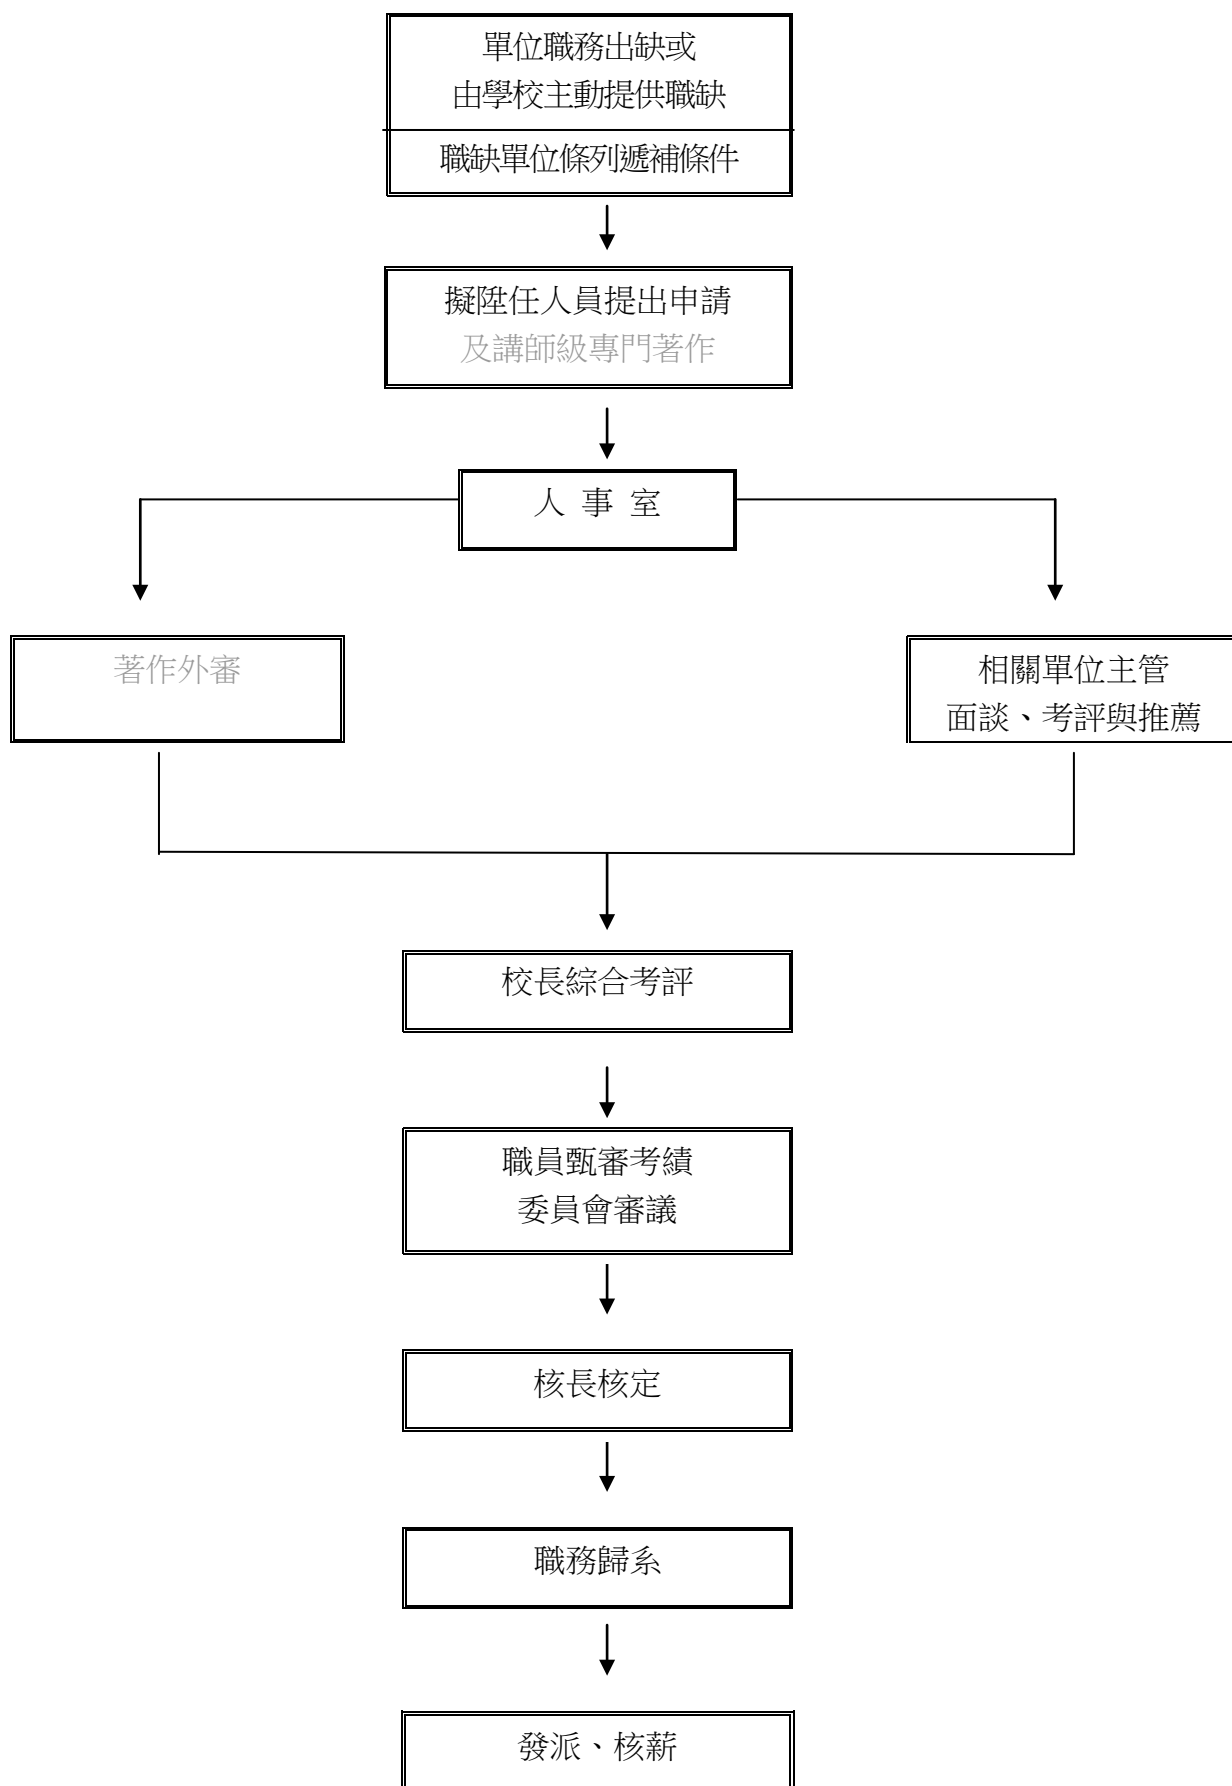 單位職務出缺或
由學校主動提供職缺
職缺單位條列遞補條件
擬陞任人員提出申請
及講師級專門著作
人 事 室
著作外審
相關單位主管
面談、考評與推薦
校長綜合考評
職員甄審考績
委員會審議
核長核定
職務歸系
發派、核薪